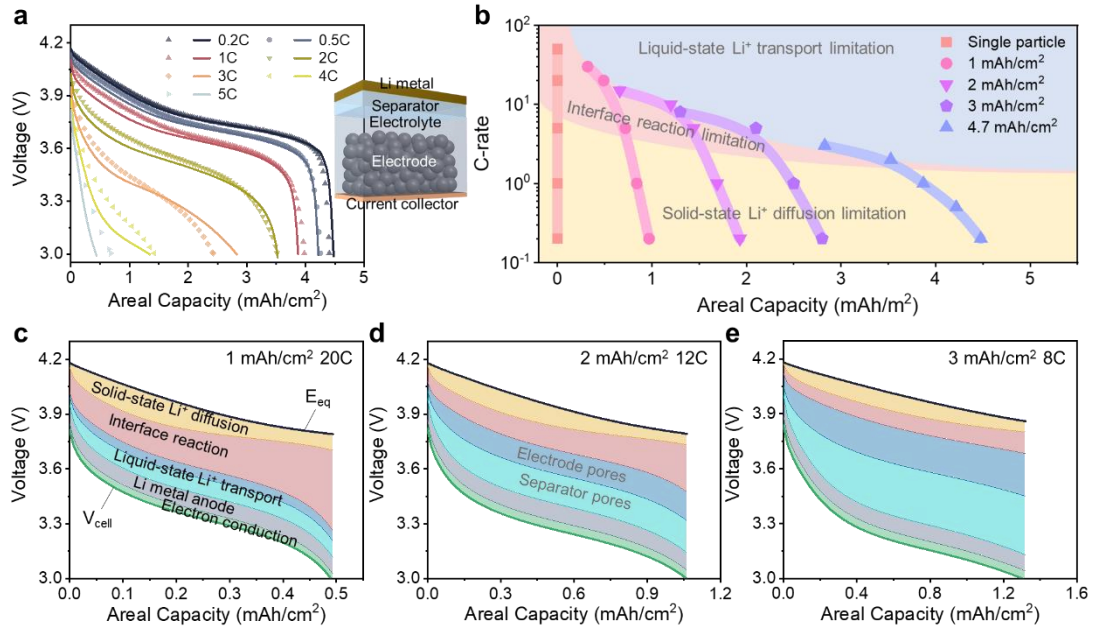 a
4.2
3.9
3.6
3.3
3.0
Voltage (V)
0.2C
0.5C
1C
2C
3C
4C
5C
Li metal
Separator
Electrolyte
Electrode
Current collector
0
1
2
3
4
5
Areal Capacity (mAh/cm²)
b
10²
10¹
10⁰
10⁻¹
C-rate
Liquid-state Li⁺ transport limitation
Interface reaction limitation
Solid-state Li⁺ diffusion limitation
Single particle
1 mAh/cm²
2 mAh/cm²
3 mAh/cm²
4.7 mAh/cm²
0
1
2
3
4
5
Areal Capacity (mAh/m²)
c
1 mAh/cm² 20C
4.2
3.9
3.6
3.3
3.0
Voltage (V)
Solid-state Li⁺ diffusion
E_eq
Interface reaction
Liquid-state Li⁺ transport
Li metal anode
Electron conduction
V_cell
0.0
0.1
0.2
0.3
0.4
0.5
Areal Capacity (mAh/cm²)
d
2 mAh/cm² 12C
4.2
3.9
3.6
3.3
3.0
Voltage (V)
Electrode pores
Separator pores
0.0
0.3
0.6
0.9
1.2
Areal Capacity (mAh/cm²)
e
3 mAh/cm² 8C
4.2
3.9
3.6
3.3
3.0
Voltage (V)
0.0
0.4
0.8
1.2
1.6
Areal Capacity (mAh/cm²)